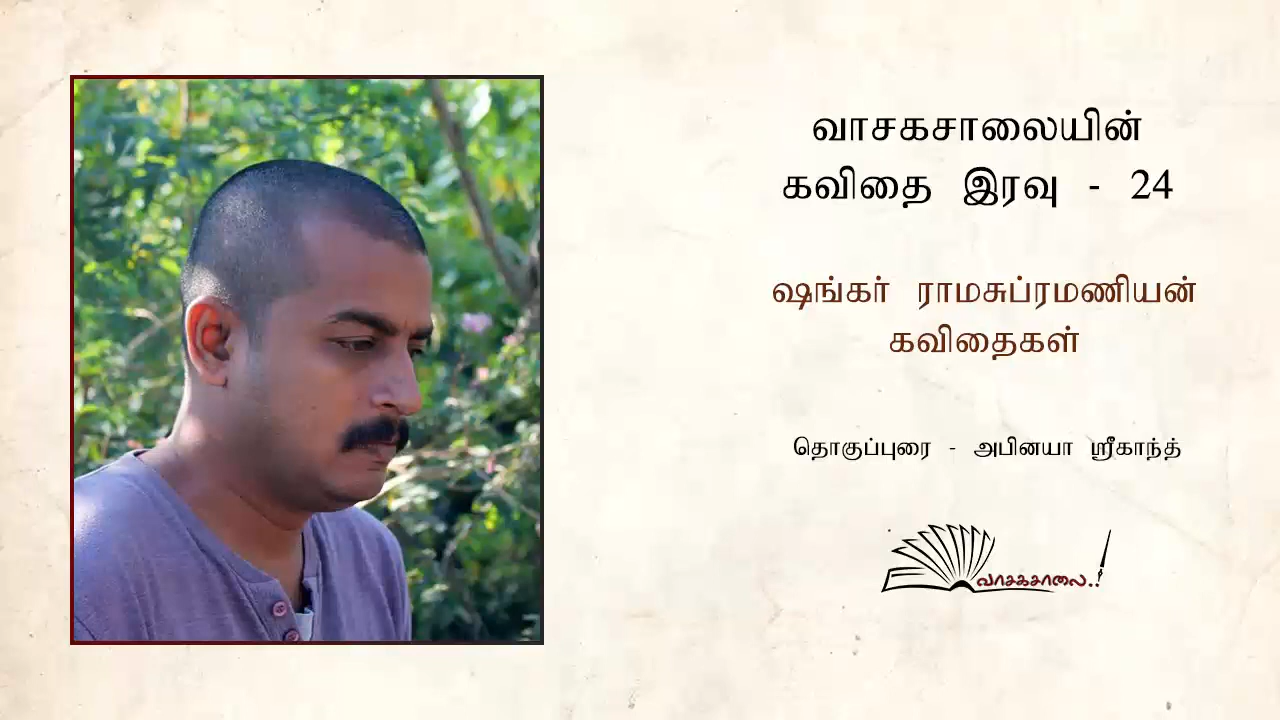 வாசகசாலையின்
கவிதை இரவு - 24
ஷங்கர் ராமசுப்ரமணியன்
கவிதைகள்
தொகுப்புரை - அபினயா ஸ்ரீகாந்த்
வாசகசாலை..!